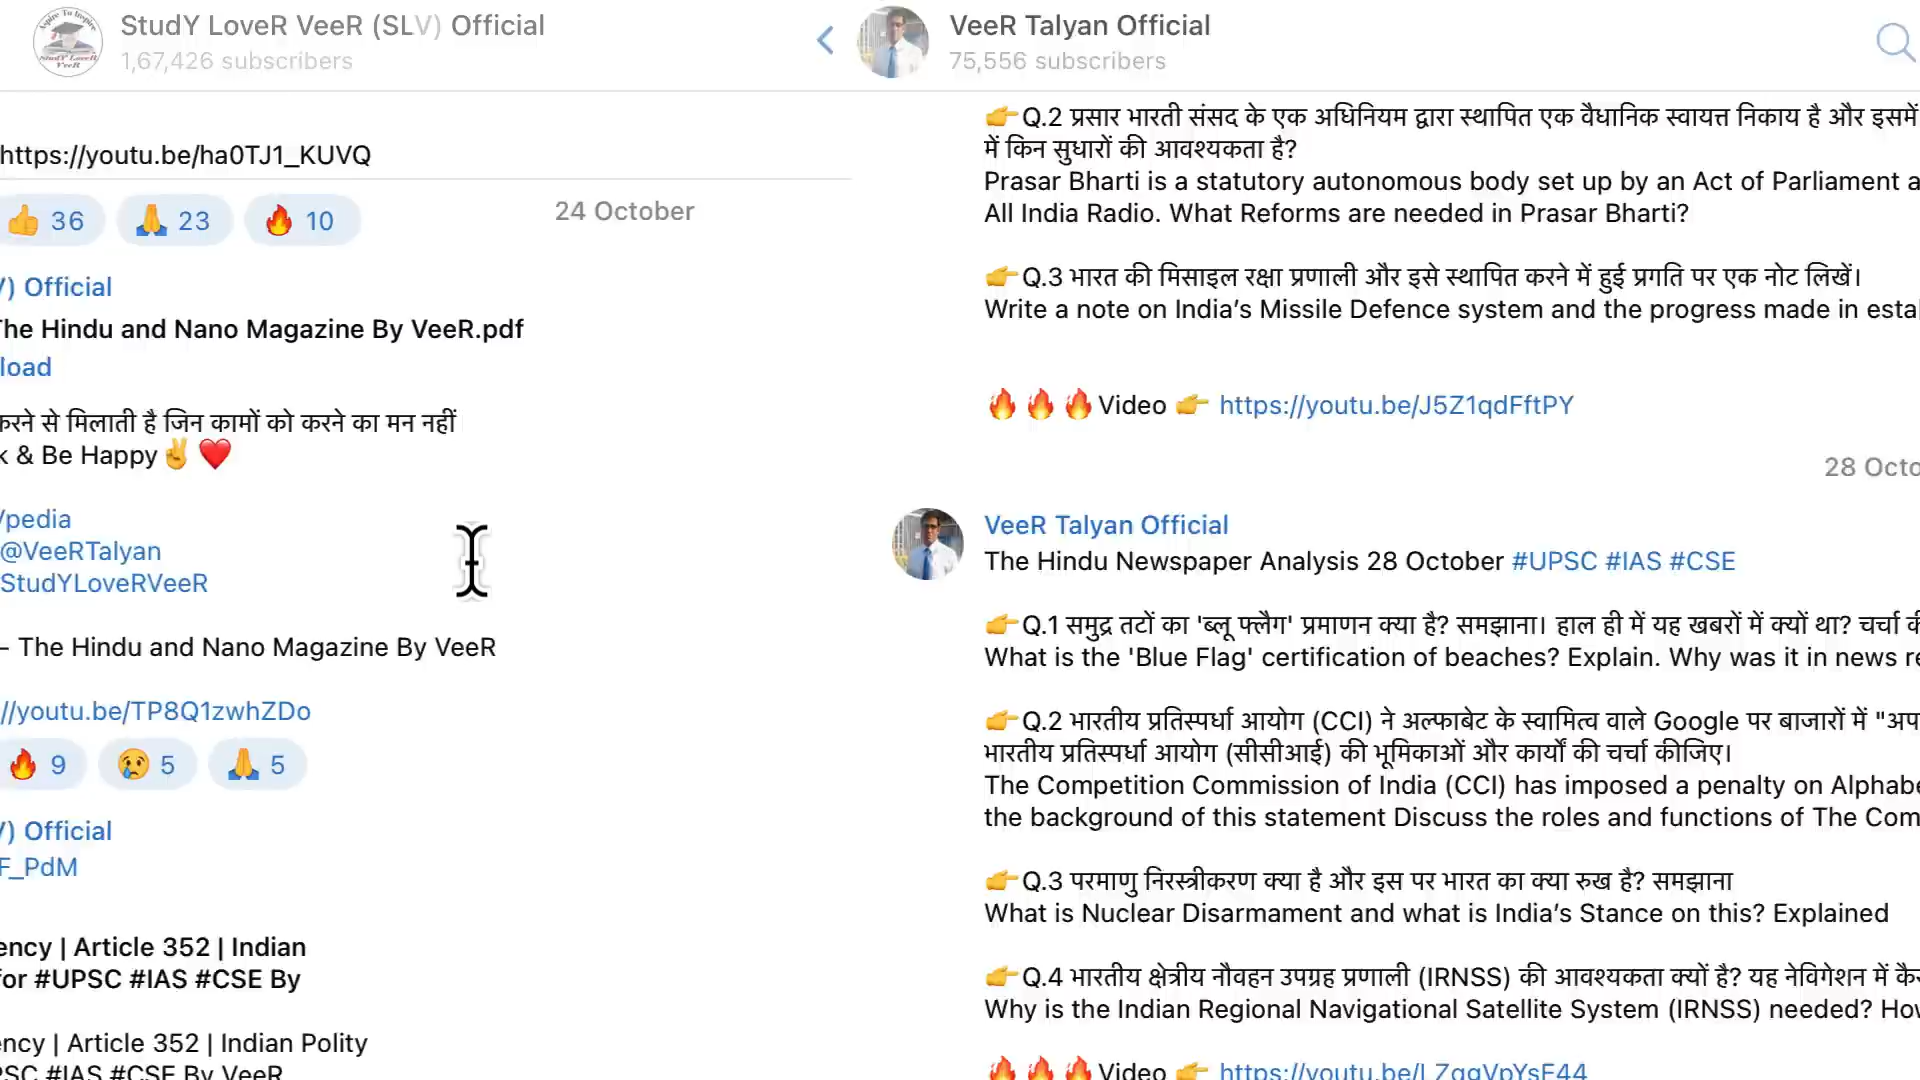 StudY LoveR VeeR (SLV) Official
1,67,426 subscribers
https://youtu.be/ha0TJ1_KUVQ
👍 36 🙏 23 🔥 10
24 October
) Official
The Hindu and Nano Magazine By VeeR.pdf
load
करने से मिलाती है जिन कामों को करने का मन नहीं
k & Be Happy✌️❤️
pedia
@VeeRTalyan
StudYLoveRVeeR
– The Hindu and Nano Magazine By VeeR
//youtu.be/TP8Q1zwhZDo
🔥 9 😢 5 🙏 5
) Official
F_PdM
ency | Article 352 | Indian
for #UPSC #IAS #CSE By
ency | Article 352 | Indian Polity
PSC #IAS #CSE By VeeR
VeeR Talyan Official
75,556 subscribers
👉Q.2 प्रसार भारती संसद के एक अधिनियम द्वारा स्थापित एक वैधानिक स्वायत्त निकाय है और इसमें
में किन सुधारों की आवश्यकता है?
Prasar Bharti is a statutory autonomous body set up by an Act of Parliament a
All India Radio. What Reforms are needed in Prasar Bharti?
👉Q.3 भारत की मिसाइल रक्षा प्रणाली और इसे स्थापित करने में हुई प्रगति पर एक नोट लिखें।
Write a note on India’s Missile Defence system and the progress made in esta
🔥🔥🔥Video 👉 https://youtu.be/J5Z1qdFftPY
28 Octo
VeeR Talyan Official
The Hindu Newspaper Analysis 28 October #UPSC #IAS #CSE
👉Q.1 समुद्र तटों का 'ब्लू फ्लैग' प्रमाणन क्या है? समझाना। हाल ही में यह खबरों में क्यों था? चर्चा की
What is the 'Blue Flag' certification of beaches? Explain. Why was it in news re
👉Q.2 भारतीय प्रतिस्पर्धा आयोग (CCI) ने अल्फाबेट के स्वामित्व वाले Google पर बाजारों में "अप
भारतीय प्रतिस्पर्धा आयोग (सीसीआई) की भूमिकाओं और कार्यों की चर्चा कीजिए।
The Competition Commission of India (CCI) has imposed a penalty on Alphabe
the background of this statement Discuss the roles and functions of The Com
👉Q.3 परमाणु निरस्त्रीकरण क्या है और इस पर भारत का क्या रुख है? समझाना
What is Nuclear Disarmament and what is India’s Stance on this? Explained
👉Q.4 भारतीय क्षेत्रीय नौवहन उपग्रह प्रणाली (IRNSS) की आवश्यकता क्यों है? यह नेविगेशन में कै
Why is the Indian Regional Navigational Satellite System (IRNSS) needed? How
🔥🔥🔥Video 👉